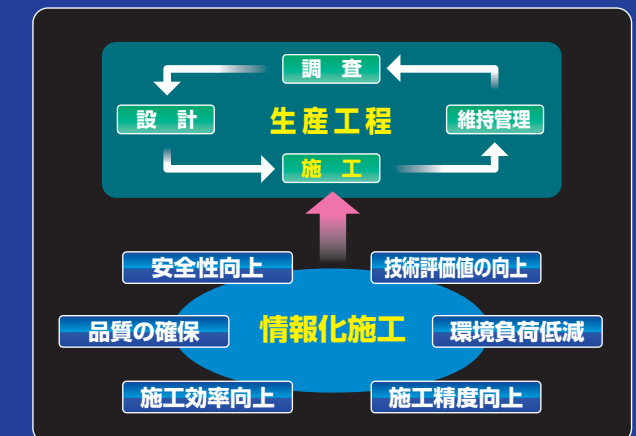 調 査
設 計
生産工程
維持管理
施 工
安全性向上
技術評価値の向上
品質の確保
情報化施工
環境負荷低減
施工効率向上
施工精度向上